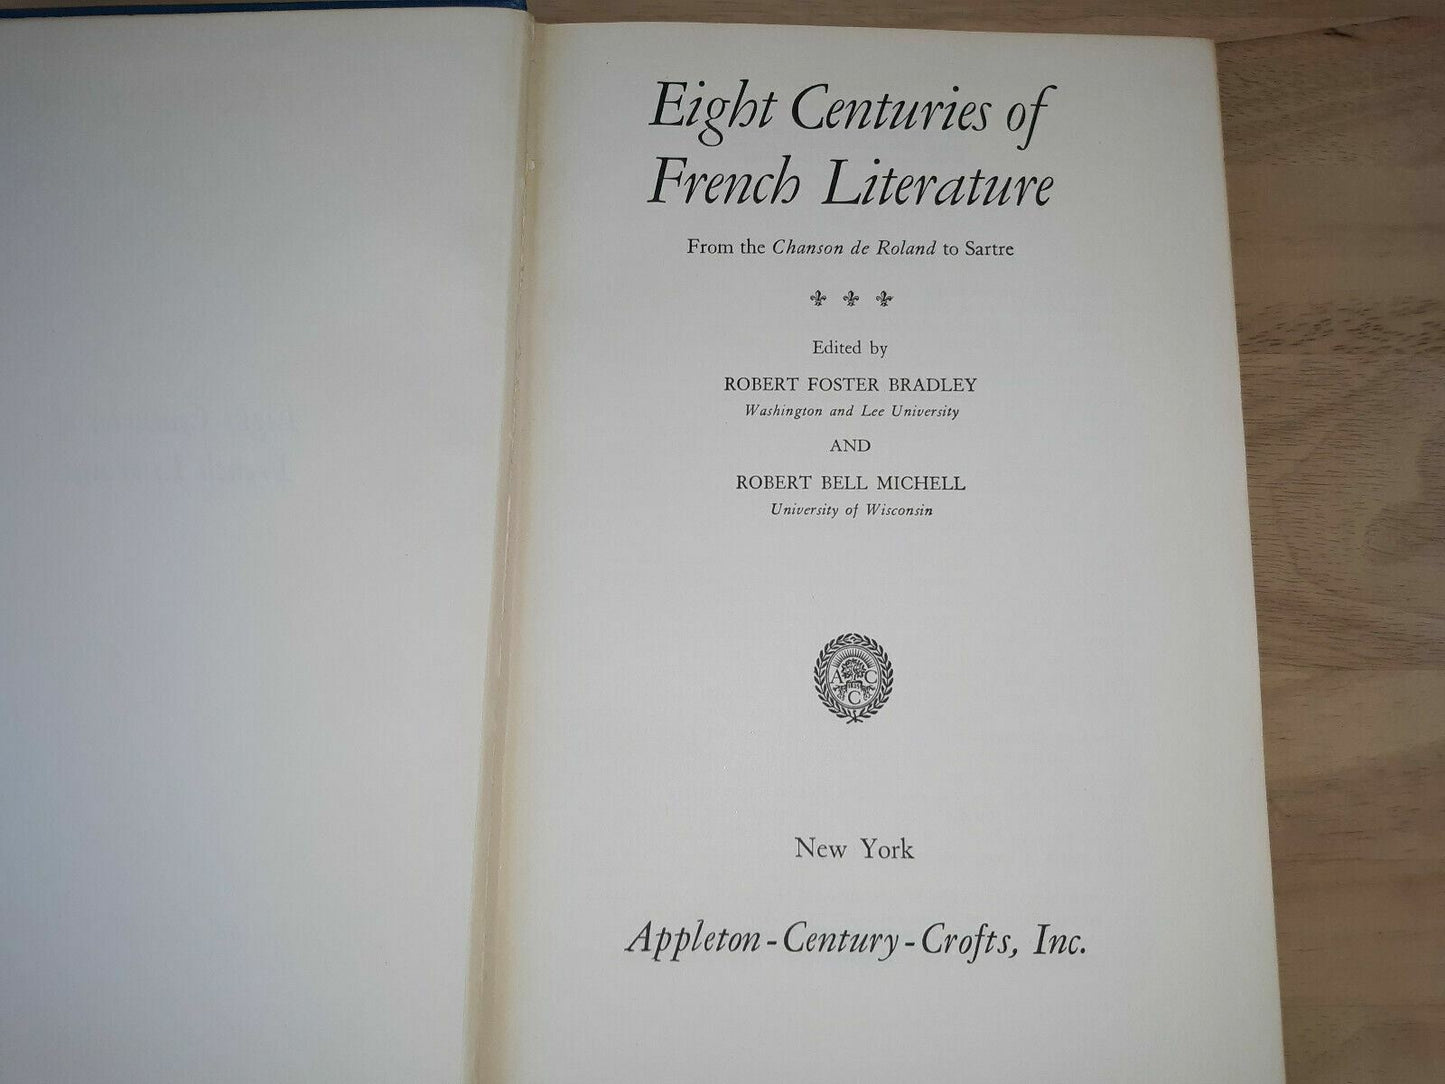 Eight Centuries of
French Literature
From the Chanson de Roland to Sartre
Edited by
ROBERT FOSTER BRADLEY
Washington and Lee University
AND
ROBERT BELL MICHELL
University of Wisconsin
A C
C
New York
Appleton-Century-Crofts, Inc.